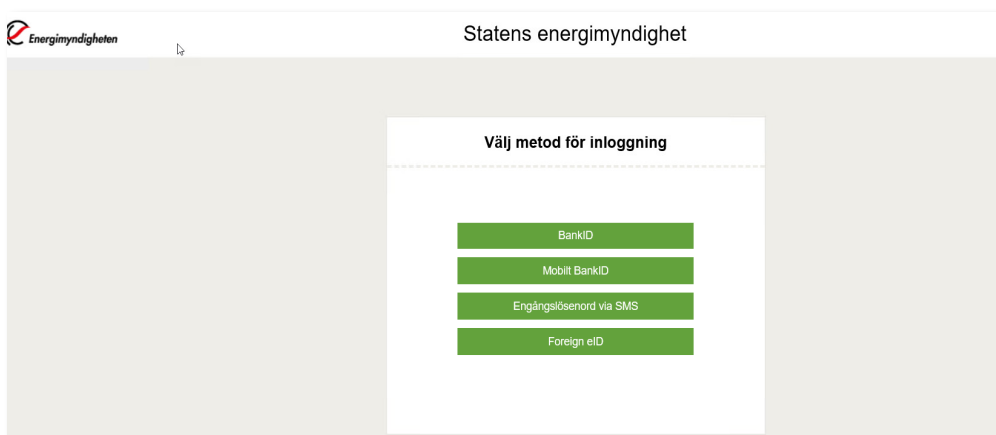 Energimyndigheten
Statens energimyndighet
Välj metod för inloggning
BankID
Mobilt BankID
Engångslösenord via SMS
Foreign eID